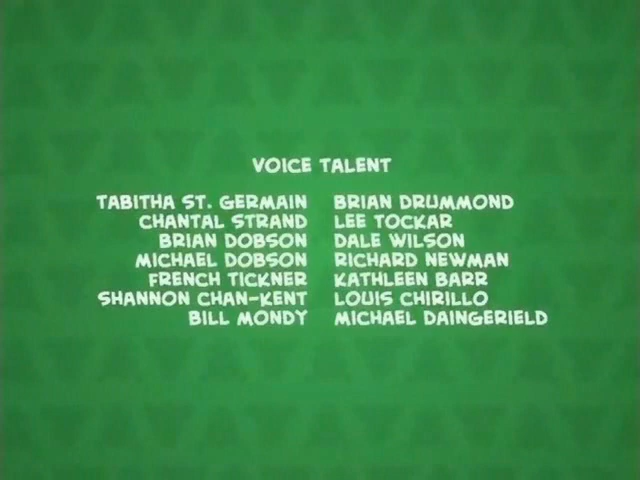 VOICE TALENT
TABITHA ST. GERMAIN BRIAN DRUMMOND
CHANTAL STRAND LEE TOCKAR
BRIAN DOBSON DALE WILSON
MICHAEL DOBSON RICHARD NEWMAN
FRENCH TICKNER KATHLEEN BARR
SHANNON CHAN-KENT LOUIS CHIRILLO
BILL MONDY MICHAEL DAINGERIELD